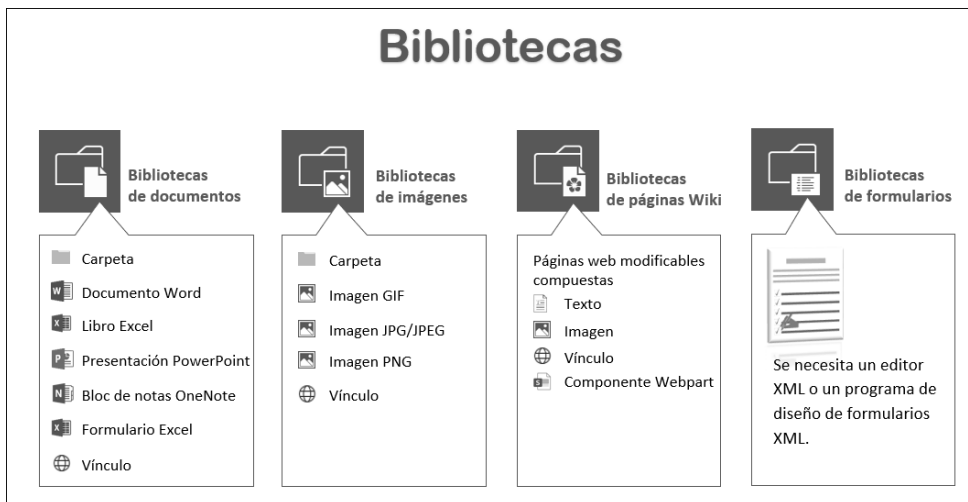 Bibliotecas
Bibliotecas
de documentos
Carpeta
Documento Word
Libro Excel
Presentación PowerPoint
Bloc de notas OneNote
Formulario Excel
Vínculo
Bibliotecas
de imágenes
Carpeta
Imagen GIF
Imagen JPG/JPEG
Imagen PNG
Vínculo
Bibliotecas
de páginas Wiki
Páginas web modificables
compuestas
Texto
Imagen
Vínculo
Componente Webpart
Bibliotecas
de formularios
Se necesita un editor
XML o un programa de
diseño de formularios
XML.